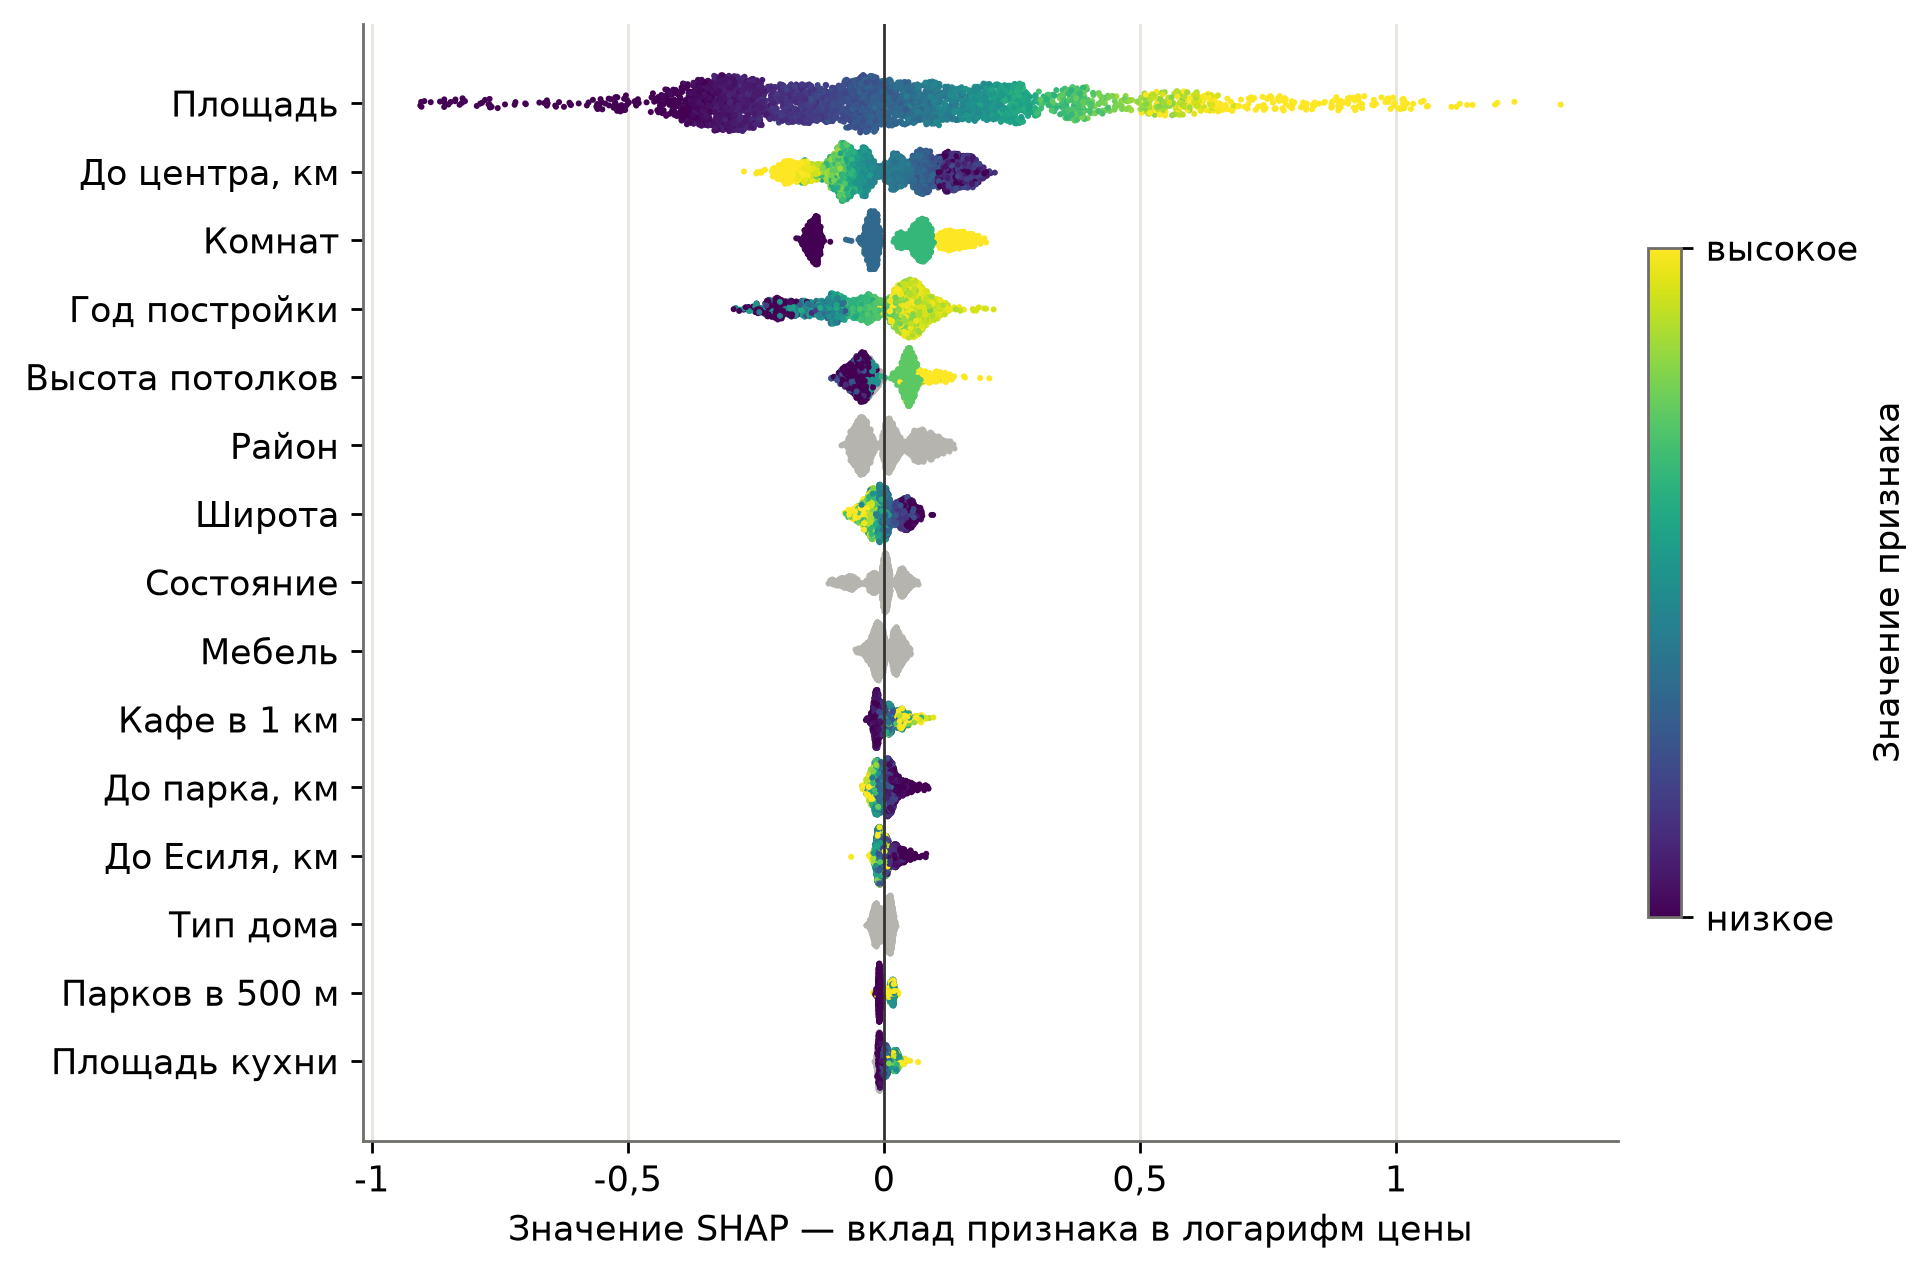 Площадь
До центра, км
Комнат
Год постройки
Высота потолков
Район
Широта
Состояние
Мебель
Кафе в 1 км
До парка, км
До Есиля, км
Тип дома
Парков в 500 м
Площадь кухни
-1
-0,5
0
0,5
1
Значение SHAP — вклад признака в логарифм цены
высокое
низкое
Значение признака